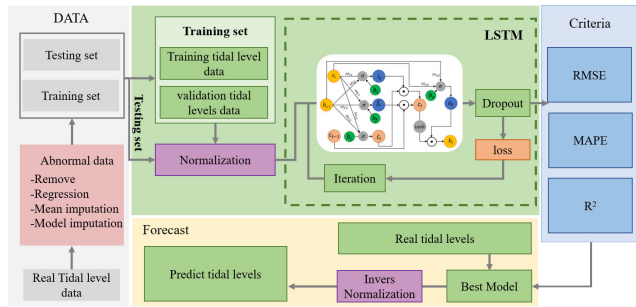 DATA
Testing set
Training set
Abnormal data
-Remove
-Regression
-Mean imputation
-Model imputation
Real Tidal level
data
Testing set
Training set
Training tidal level
data
validation tidal
levels data
Normalization
LSTM
tanh
Dropout
loss
Iteration
Criteria
RMSE
MAPE
R²
Forecast
Real tidal levels
Predict tidal levels
Invers
Normalization
Best Model